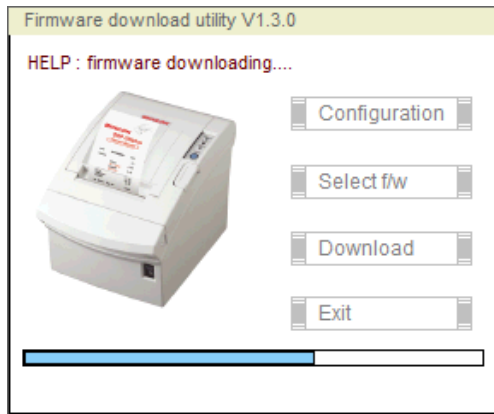 Firmware download utility V1.3.0
HELP : firmware downloading....
Configuration
Select f/w
Download
Exit